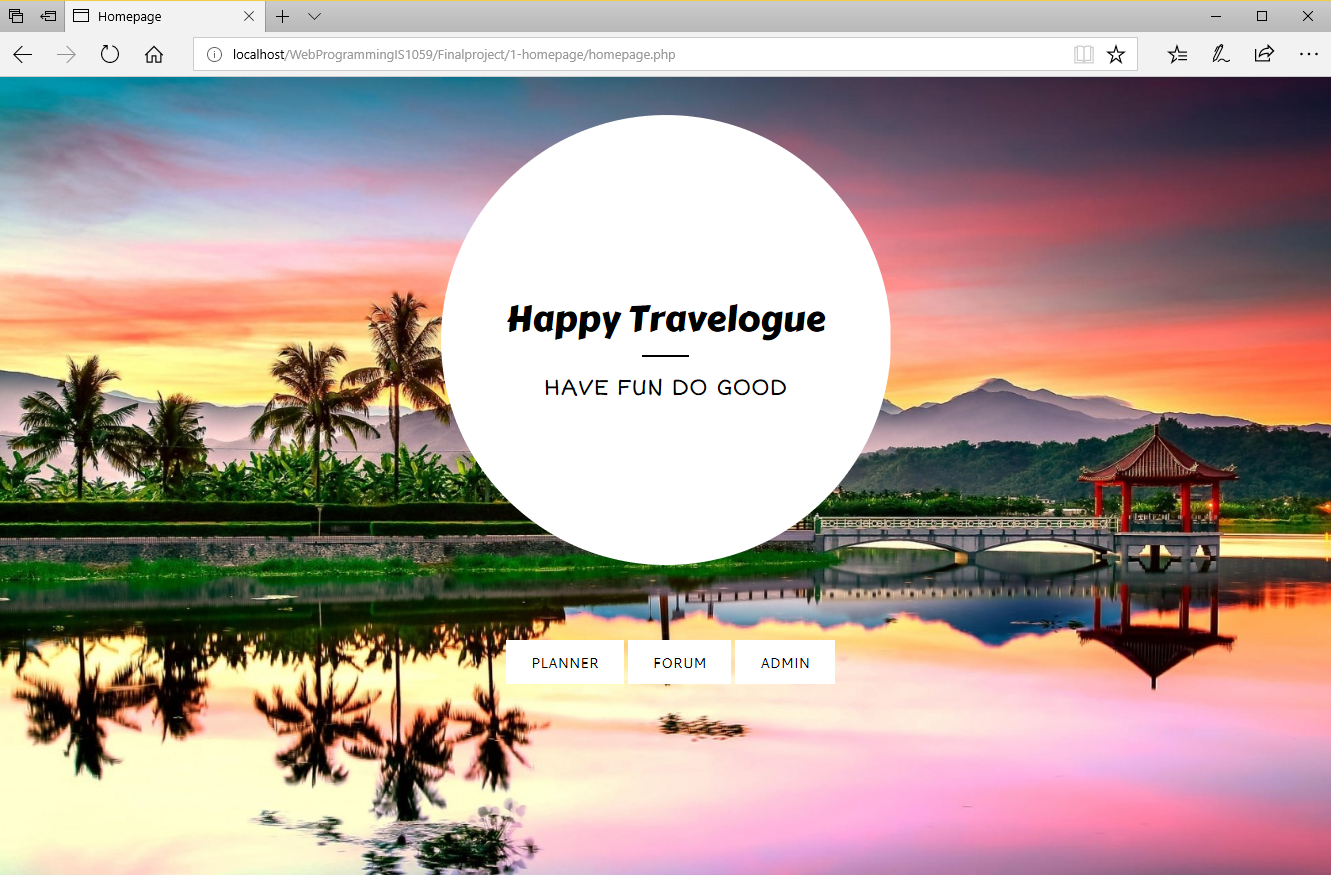 Homepage
localhost/WebProgrammingIS1059/Finalproject/1-homepage/homepage.php
Happy Travelogue
HAVE FUN DO GOOD
PLANNER FORUM ADMIN